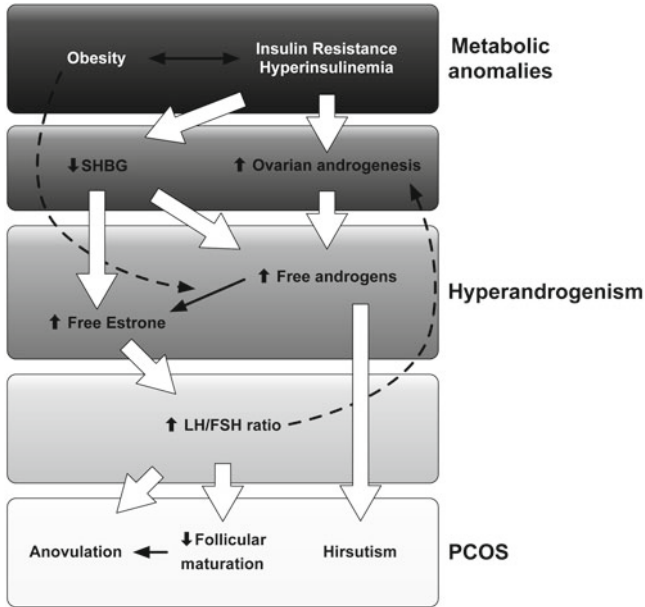 Obesity
Insulin Resistance
Hyperinsulinemia
Metabolic
anomalies
⬇SHBG
⬆ Ovarian androgenesis
⬆ Free androgens
Hyperandrogenism
⬆ Free Estrone
⬆ LH/FSH ratio
Anovulation
⬇Follicular
maturation
Hirsutism
PCOS